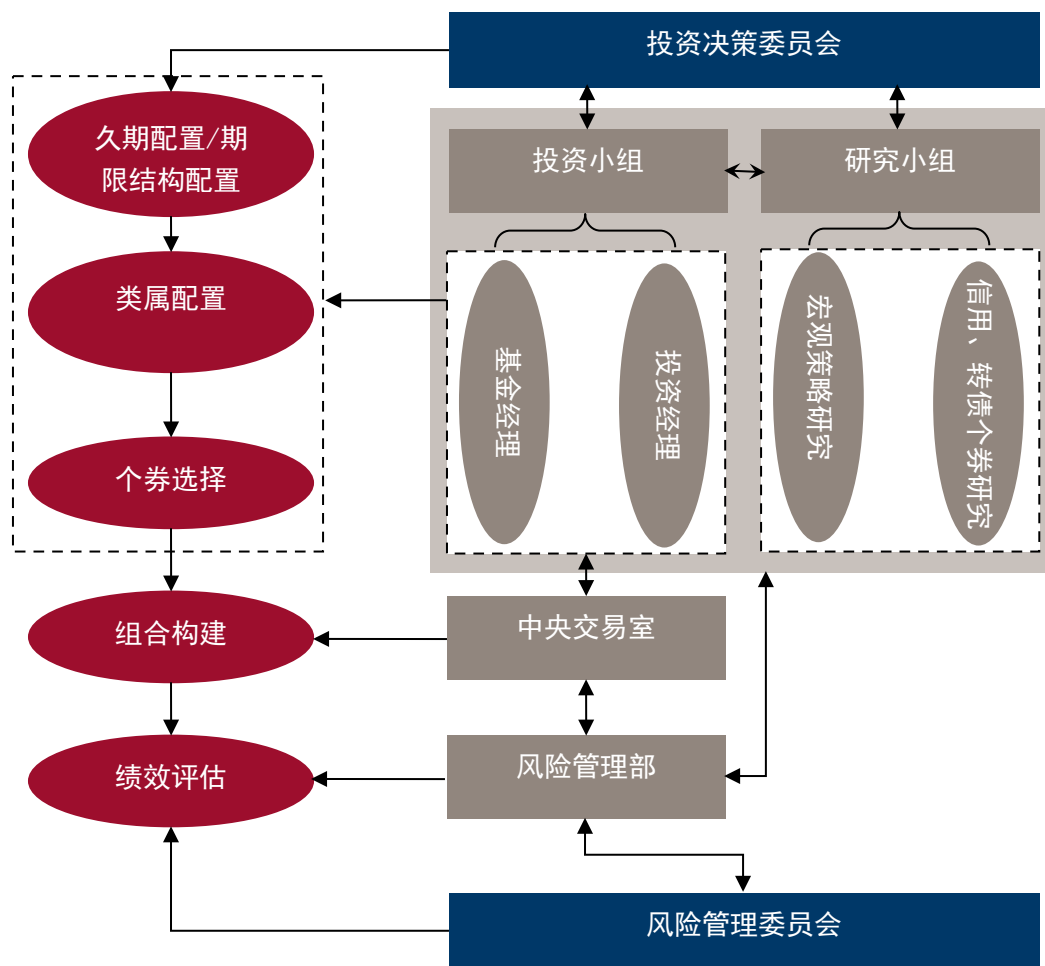 投资决策委员会
久期配置/期
限结构配置
投资小组
研究小组
类属配置
基金经理
投资经理
宏观策略研究
信用、转债个券研究
个券选择
组合构建
中央交易室
绩效评估
风险管理部
风险管理委员会